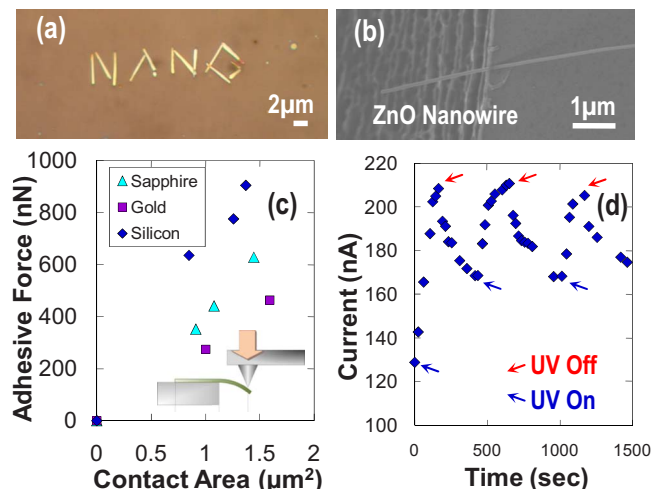 (a)
NANO
2μm
(b)
ZnO Nanowire
1μm
(c)
Adhesive Force (nN)
1000
800
600
400
200
0
Sapphire
Gold
Silicon
0 0.5 1 1.5 2
Contact Area (μm²)
(d)
Current (nA)
220
200
180
160
140
120
100
UV Off
UV On
0 500 1000 1500
Time (sec)